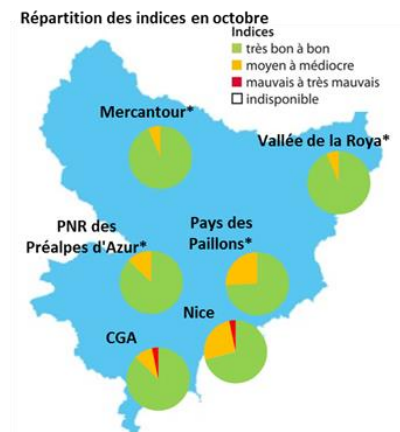 Répartition des indices en octobre
Indices
très bon à bon
moyen à médiocre
mauvais à très mauvais
indisponible
Mercantour*
Vallée de la Roya*
PNR des
Préalpes d'Azur*
Pays des
Paillons*
Nice
CGA